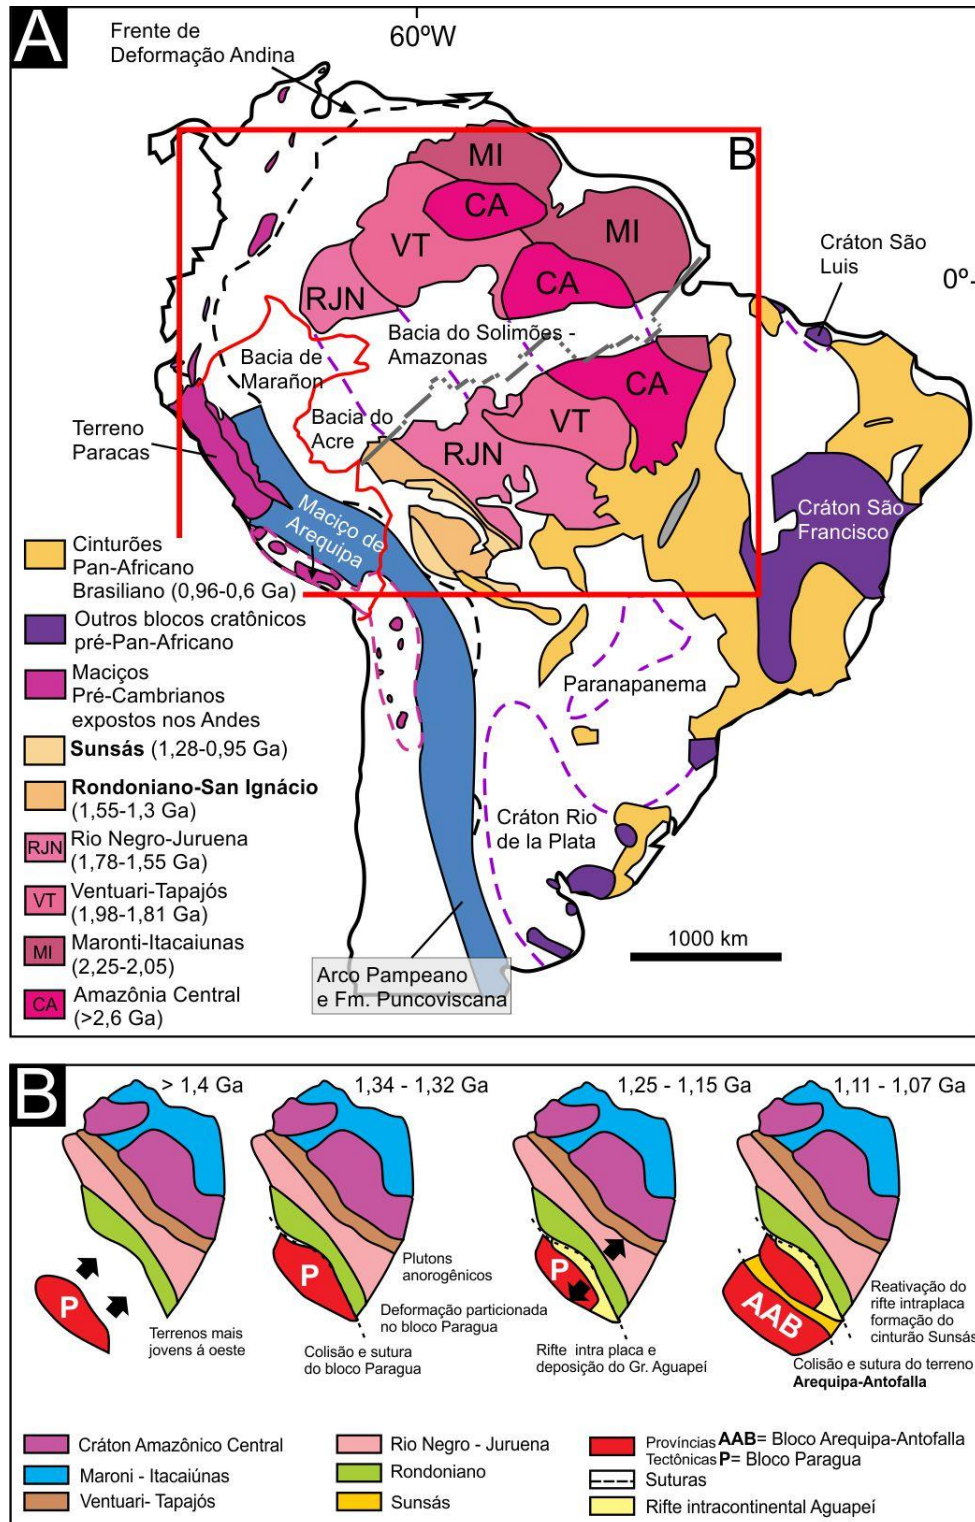 A
Frente de
Deformação Andina
60ºW
B
MI
CA
MI
VT
CA
RJN
Cráton São
Luis
0º
Bacia do Solimões -
Amazonas
Bacia de
Marañon
CA
Bacia do
Acre
VT
RJN
Terreno
Paracas
Maciço de
Arequipa
Cráton São
Francisco
Paranapanema
Cráton Rio
de la Plata
1000 km
Arco Pampeano
e Fm. Puncoviscana
Cinturões
Pan-Africano
Brasiliano (0,96-0,6 Ga)
Outros blocos cratônicos
pré-Pan-Africano
Maciços
Pré-Cambrianos
expostos nos Andes
Sunsás (1,28-0,95 Ga)
Rondoniano-San Ignácio
(1,55-1,3 Ga)
RJN Rio Negro-Juruena
(1,78-1,55 Ga)
VT Ventuari-Tapajós
(1,98-1,81 Ga)
MI Maronti-Itacaiunas
(2,25-2,05)
CA Amazônia Central
(>2,6 Ga)
B
> 1,4 Ga
1,34 - 1,32 Ga
1,25 - 1,15 Ga
1,11 - 1,07 Ga
P
Terrenos mais
jovens á oeste
P
Plutons
anorogênicos
Deformação particionada
no bloco Paragua
Colisão e sutura
do bloco Paragua
P
Rifte intra placa e
deposição do Gr. Aguapeí
AAB
Reativação do
rifte intraplaca
formação do
cinturão Sunsás
Colisão e sutura do terreno
Arequipa-Antofalla
Cráton Amazônico Central
Maroni - Itacaiúnas
Ventuari- Tapajós
Rio Negro - Juruena
Rondoniano
Sunsás
Províncias
Tectônicas
AAB= Bloco Arequipa-Antofalla
P= Bloco Paragua
Suturas
Rifte intracontinental Aguapeí